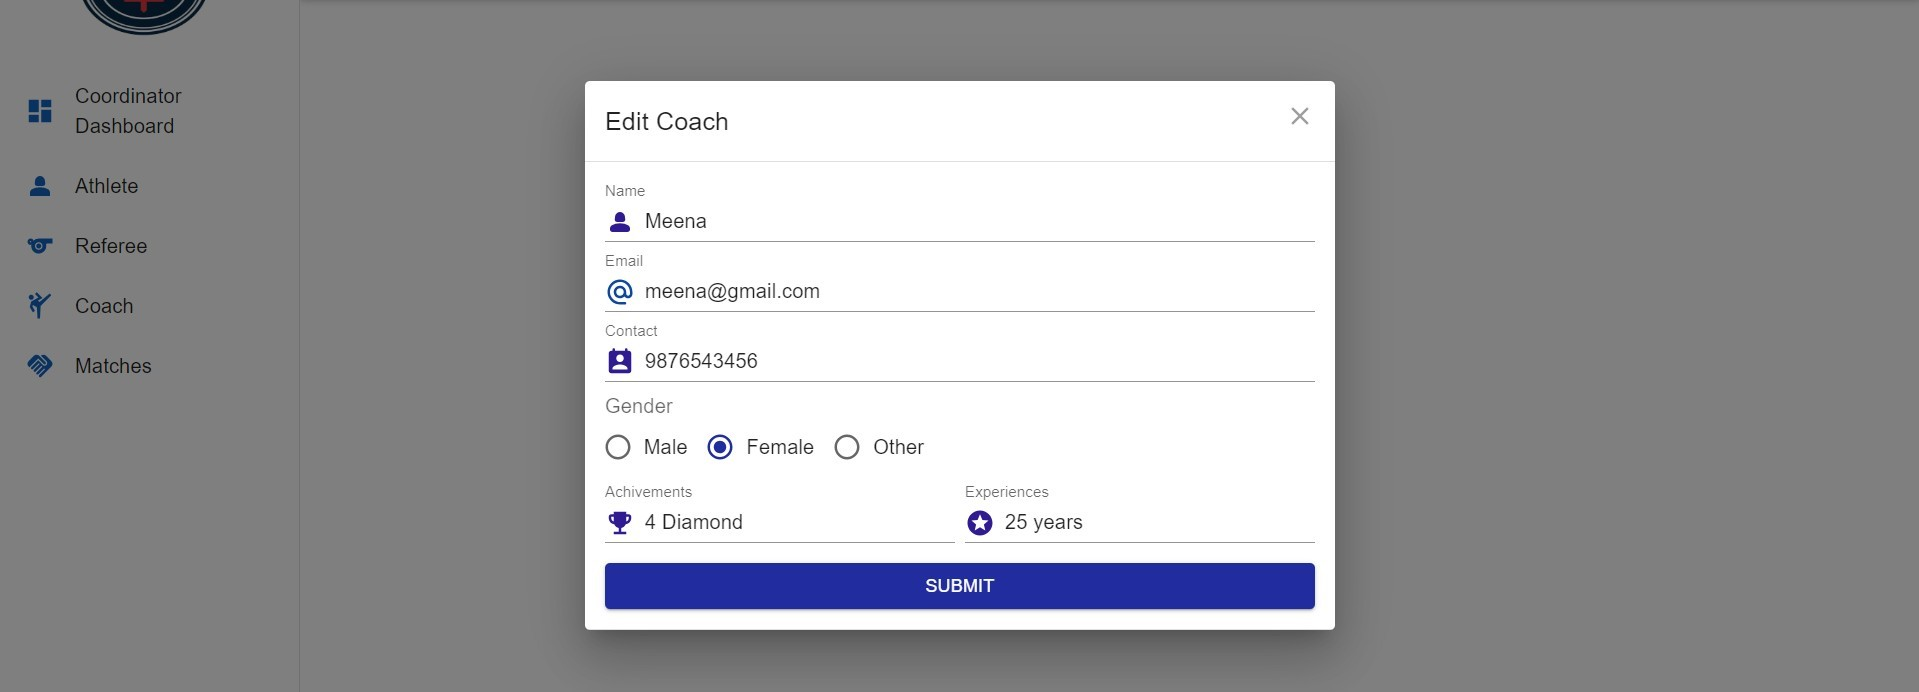 Coordinator
Dashboard
Athlete
Referee
Coach
Matches
Edit Coach
Name
Meena
Email
meena@gmail.com
Contact
9876543456
Gender
Male Female Other
Achivements Experiences
4 Diamond 25 years
SUBMIT